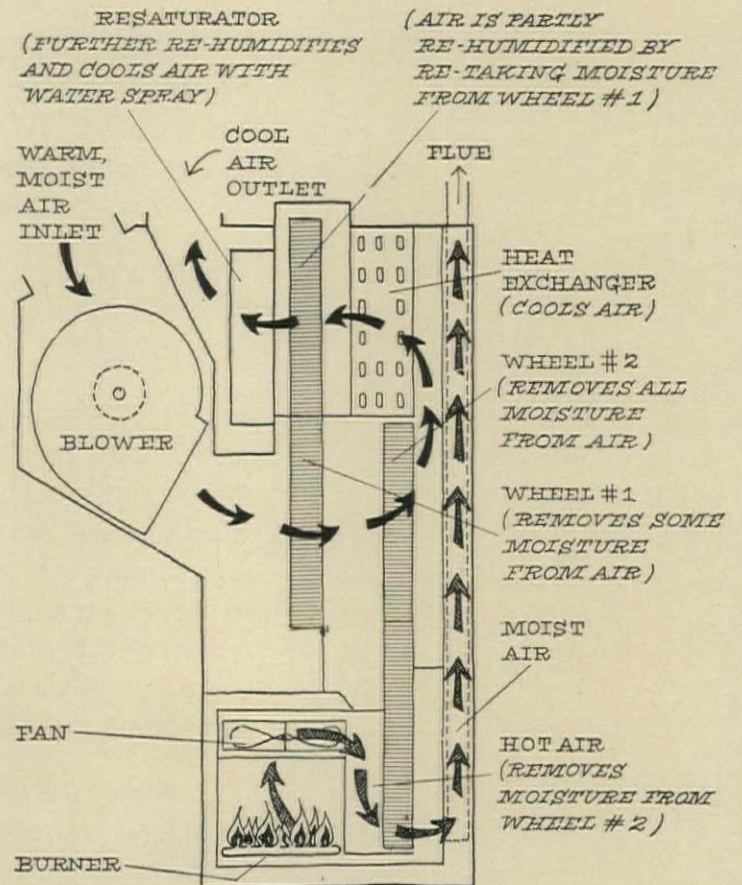 RESATURATOR
(FURTHER RE-HUMIDIFIES
AND COOLS AIR WITH
WATER SPRAY)
(AIR IS PARTLY
RE-HUMIDIFIED BY
RE-TAKING MOISTURE
FROM WHEEL #1)
WARM,
MOIST
AIR
INLET
COOL
AIR
OUTLET
FLUE
HEAT
EXCHANGER
(COOLS AIR)
WHEEL #2
(REMOVES ALL
MOISTURE
FROM AIR)
BLOWER
WHEEL #1
(REMOVES SOME
MOISTURE
FROM AIR)
MOIST
AIR
FAN
HOT AIR
(REMOVES
MOISTURE FROM
WHEEL #2)
BURNER